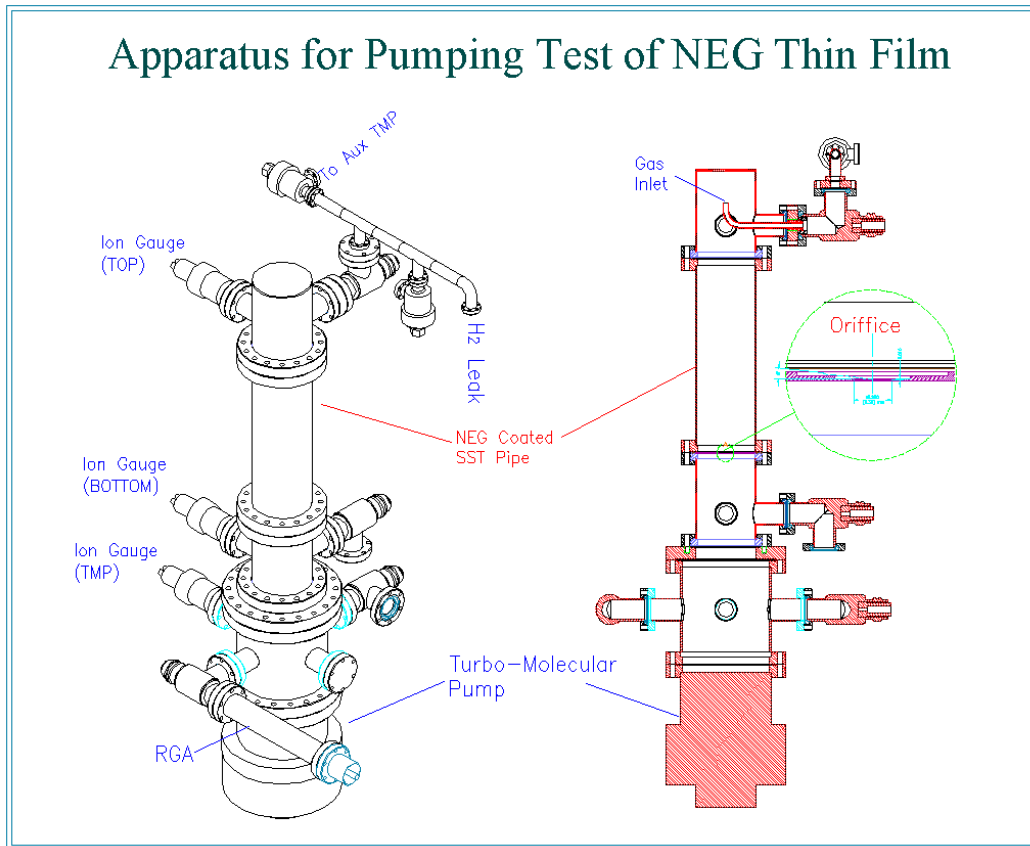 Apparatus for Pumping Test of NEG Thin Film
To Aux TMP
Ion Gauge
(TOP)
H2 Leak
Gas
Inlet
Oriffice
NEG Coated
SST Pipe
Ion Gauge
(BOTTOM)
Ion Gauge
(TMP)
Turbo-Molecular
Pump
RGA